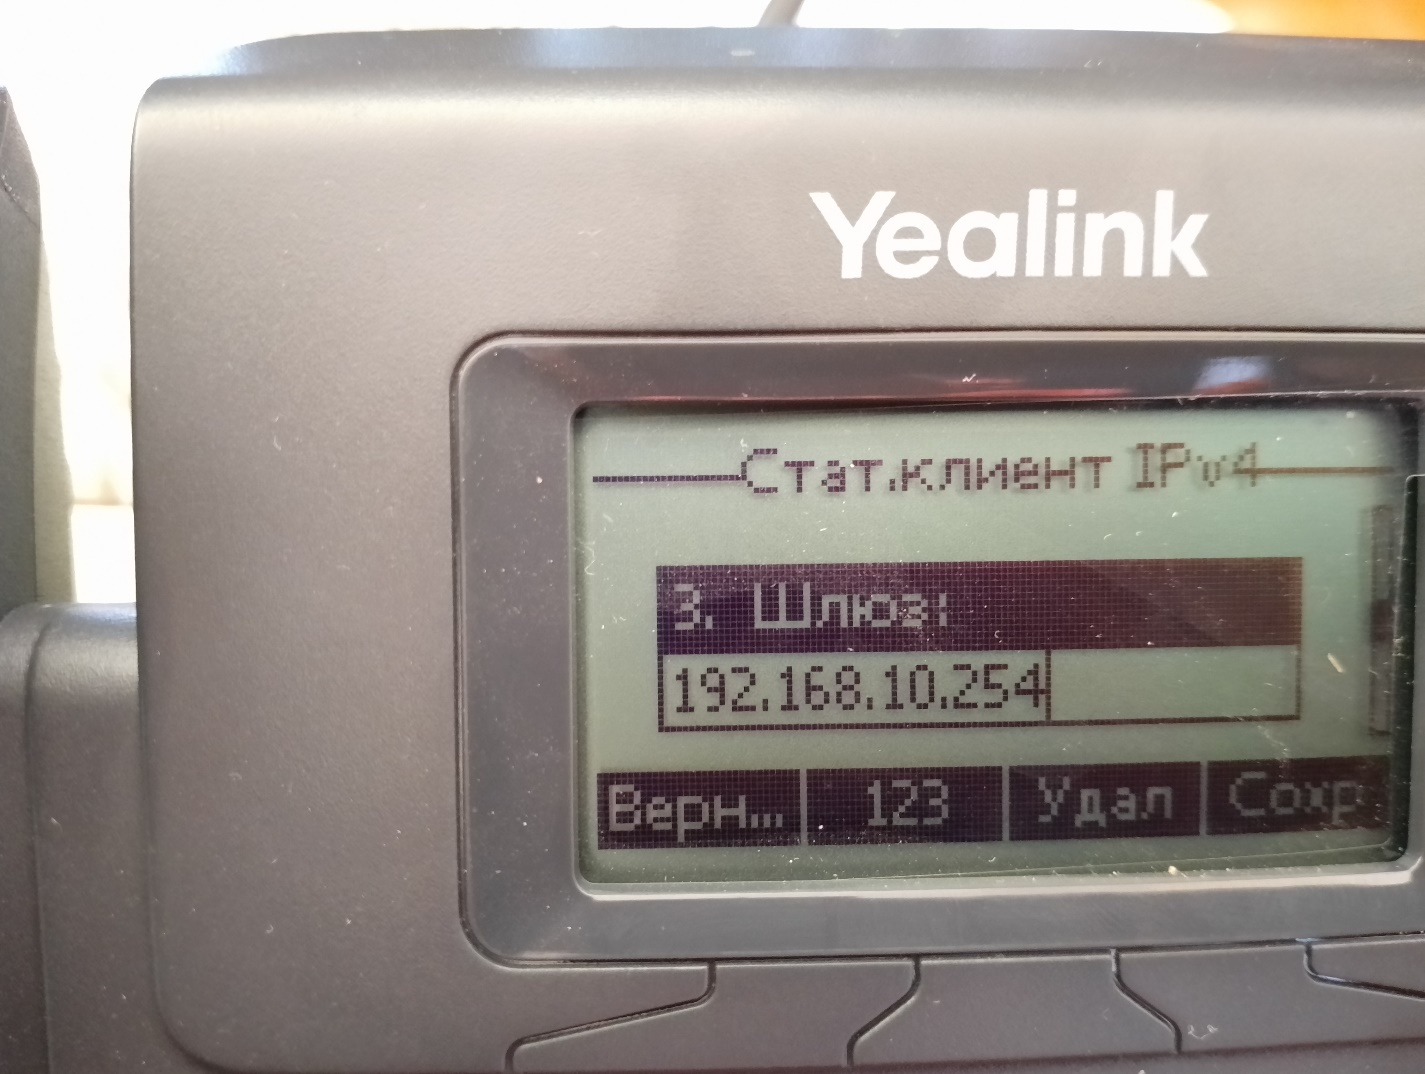 Yealink
Стат.клиент IPv4
3. Шлюз:
192.168.10.254
Верн... 123 Удал Сохр